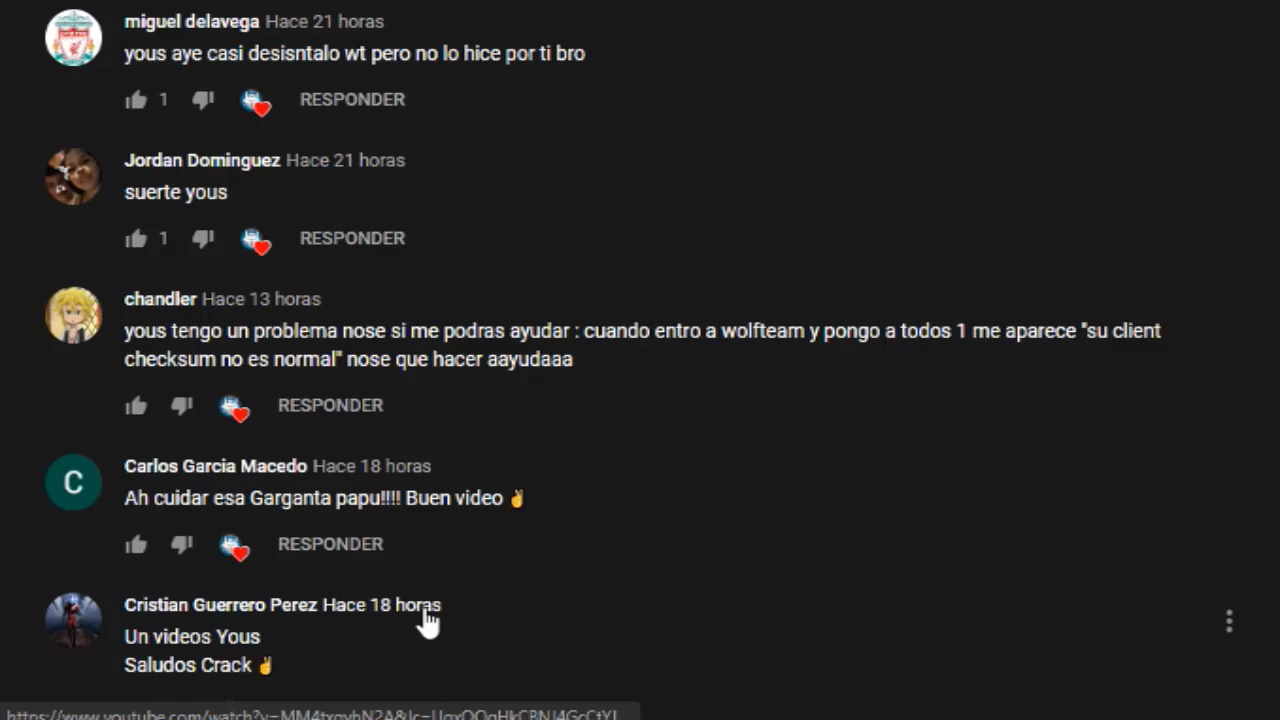 miguel delavega Hace 21 horas
yous aye casi desisntalo wt pero no lo hice por ti bro
1 RESPONDER
Jordan Dominguez Hace 21 horas
suerte yous
1 RESPONDER
chandler Hace 13 horas
yous tengo un problema nose si me podras ayudar : cuando entro a wolfteam y pongo a todos 1 me aparece "su client
checksum no es normal" nose que hacer aayudaaa
RESPONDER
C
Carlos Garcia Macedo Hace 18 horas
Ah cuidar esa Garganta papu!!!! Buen video ✌
RESPONDER
Cristian Guerrero Perez Hace 18 horas
Un videos Yous
Saludos Crack ✌